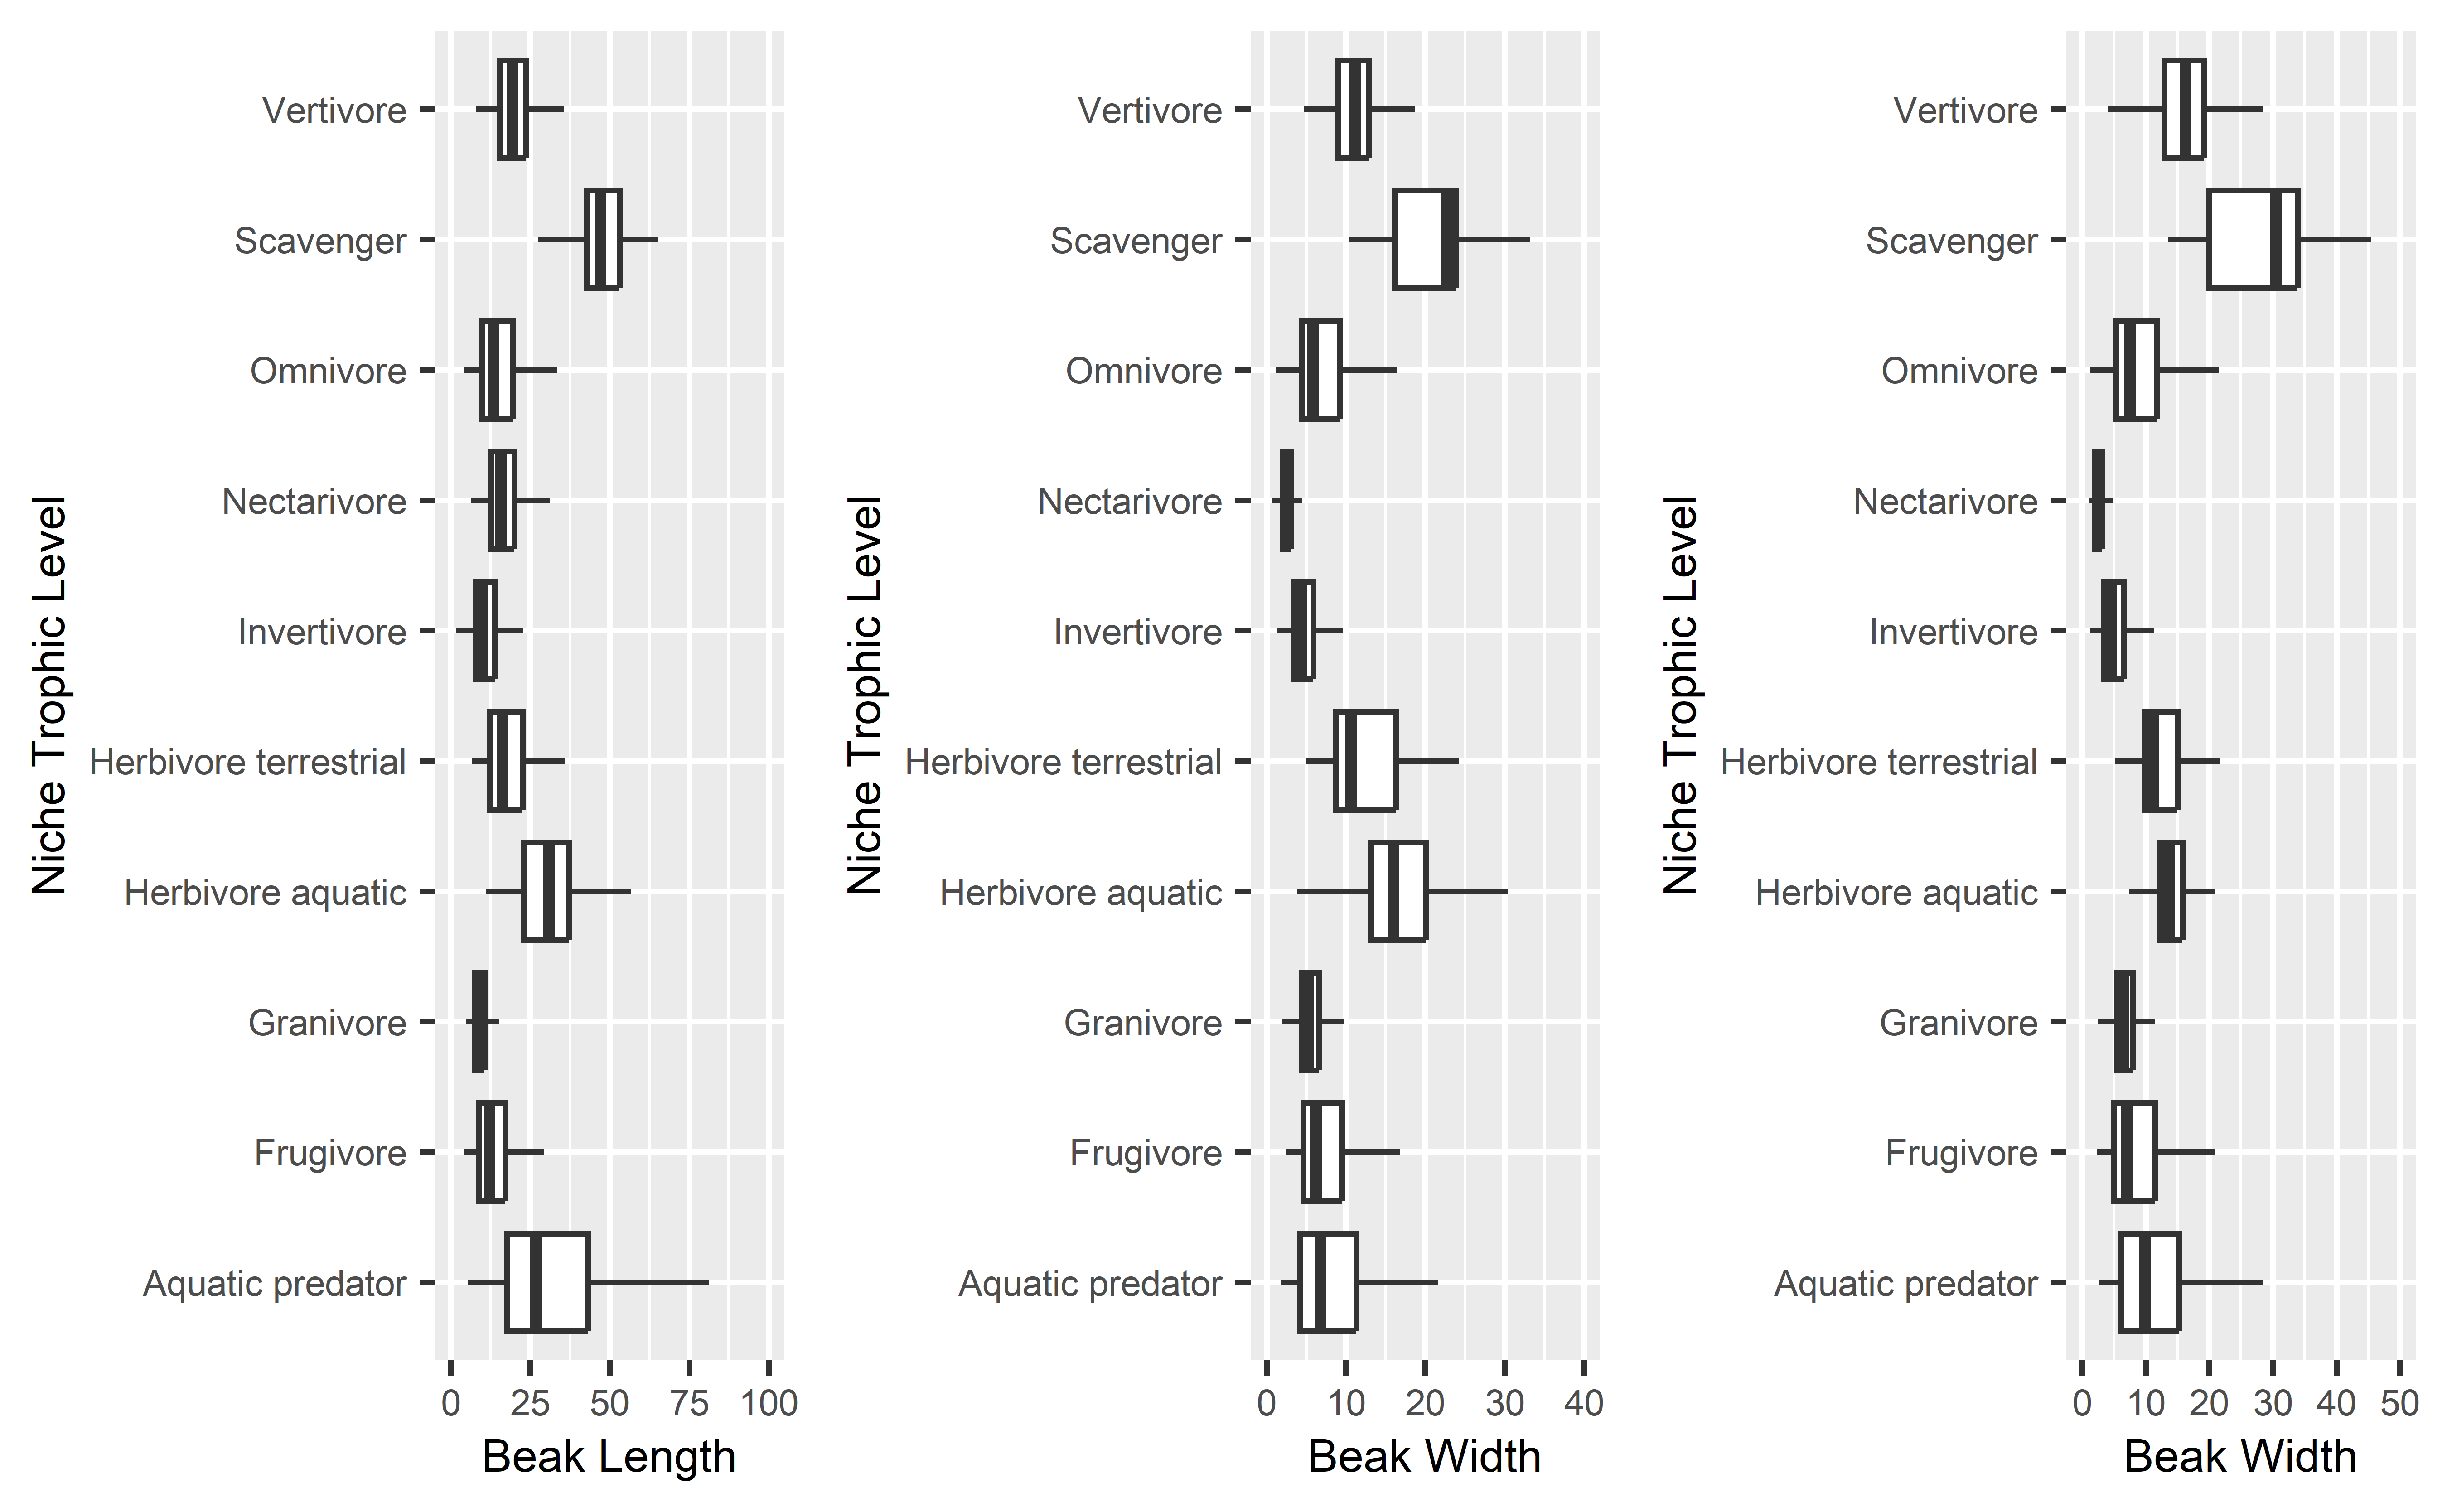 Niche Trophic Level
Vertivore
Scavenger
Omnivore
Nectarivore
Invertivore
Herbivore terrestrial
Herbivore aquatic
Granivore
Frugivore
Aquatic predator
0 25 50 75 100
Beak Length
Niche Trophic Level
Vertivore
Scavenger
Omnivore
Nectarivore
Invertivore
Herbivore terrestrial
Herbivore aquatic
Granivore
Frugivore
Aquatic predator
0 10 20 30 40
Beak Width
Niche Trophic Level
Vertivore
Scavenger
Omnivore
Nectarivore
Invertivore
Herbivore terrestrial
Herbivore aquatic
Granivore
Frugivore
Aquatic predator
0 10 20 30 40 50
Beak Width